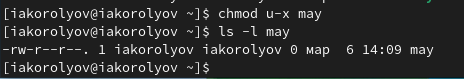 [iakorolyov@iakorolyov ~]$ chmod u-x may
[iakorolyov@iakorolyov ~]$ ls -l may
-rw-r--r--. 1 iakorolyov iakorolyov 0 мар  6 14:09 may
[iakorolyov@iakorolyov ~]$